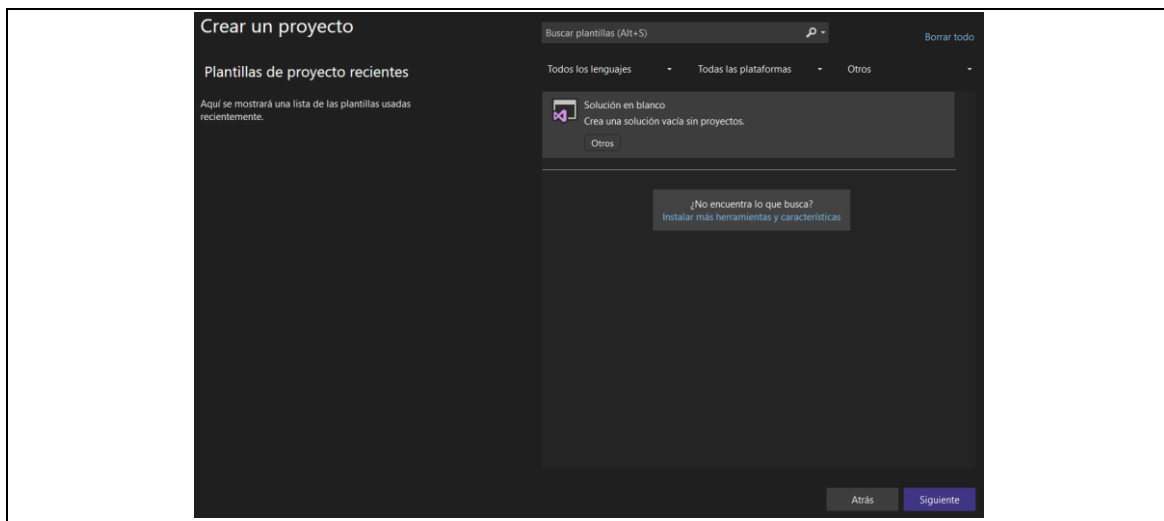 Crear un proyecto
Buscar plantillas (Alt+S)
Borrar todo
Plantillas de proyecto recientes
Todos los lenguajes
Todas las plataformas
Otros
Aquí se mostrará una lista de las plantillas usadas
recientemente.
Solución en blanco
Crea una solución vacía sin proyectos.
Otros
¿No encuentra lo que busca?
Instalar más herramientas y características
Atrás
Siguiente